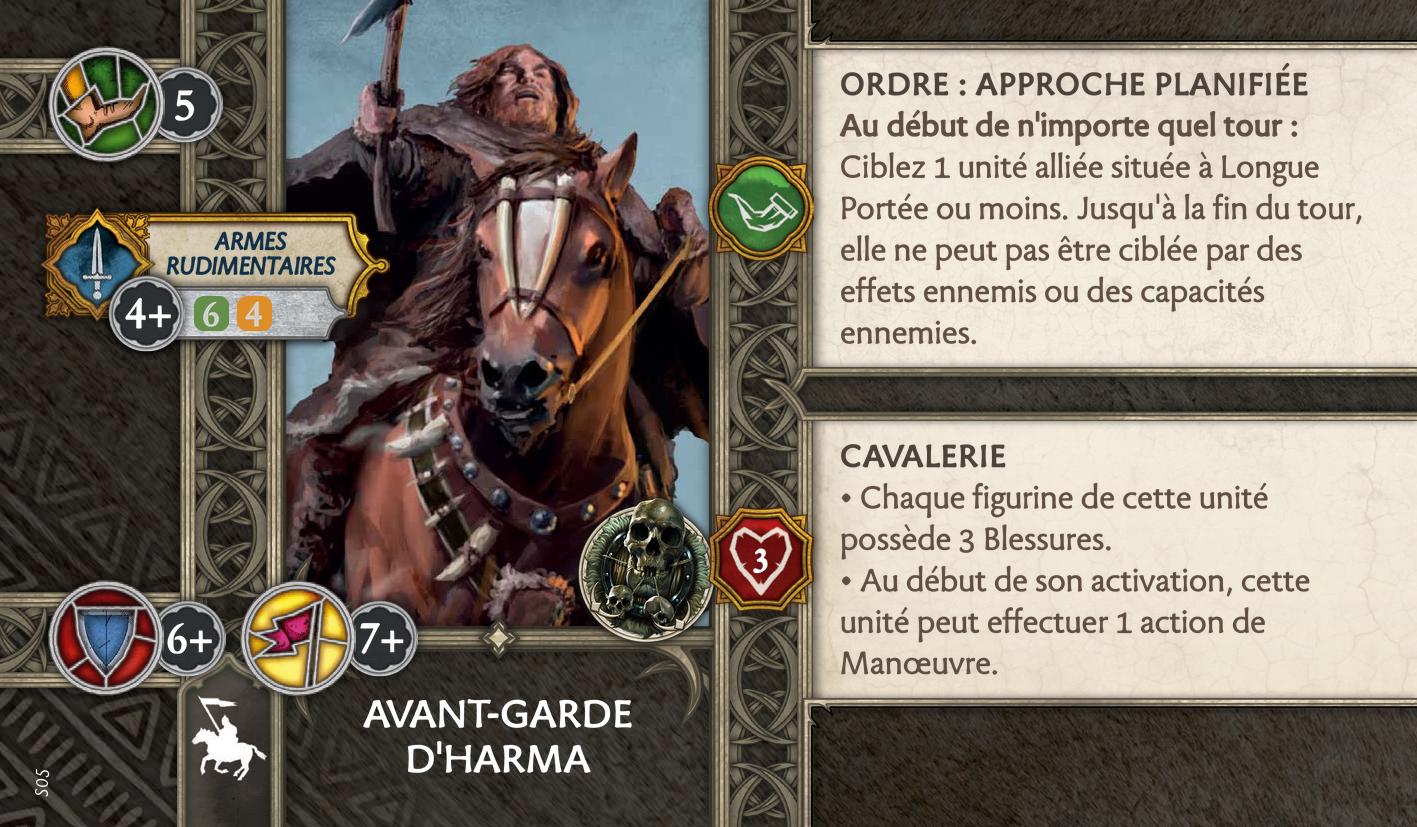 5
ARMES
RUDIMENTAIRES
4+ 6 4
6+ 7+
AVANT-GARDE
D'HARMA
S05
ORDRE : APPROCHE PLANIFIÉE
Au début de n'importe quel tour :
Ciblez 1 unité alliée située à Longue
Portée ou moins. Jusqu'à la fin du tour,
elle ne peut pas être ciblée par des
effets ennemis ou des capacités
ennemies.
3
CAVALERIE
• Chaque figurine de cette unité
possède 3 Blessures.
• Au début de son activation, cette
unité peut effectuer 1 action de
Manœuvre.